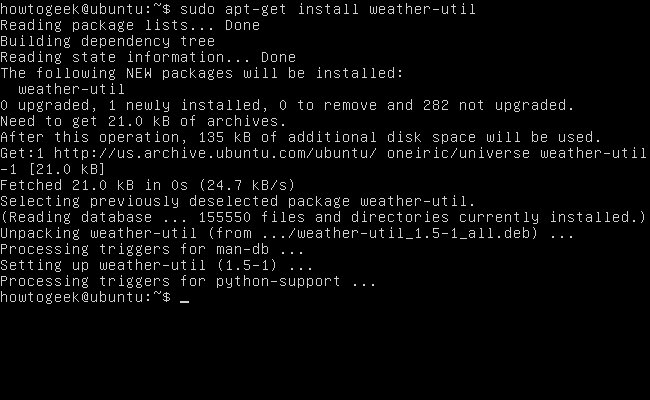 howtogeek@ubuntu:~$ sudo apt-get install weather-util
Reading package lists... Done
Building dependency tree
Reading state information... Done
The following NEW packages will be installed:
  weather-util
0 upgraded, 1 newly installed, 0 to remove and 282 not upgraded.
Need to get 21.0 kB of archives.
After this operation, 135 kB of additional disk space will be used.
Get:1 http://us.archive.ubuntu.com/ubuntu/ oneiric/universe weather-util
-1 [21.0 kB]
Fetched 21.0 kB in 0s (24.7 kB/s)
Selecting previously deselected package weather-util.
(Reading database ... 155550 files and directories currently installed.)
Unpacking weather-util (from .../weather-util_1.5-1_all.deb) ...
Processing triggers for man-db ...
Setting up weather-util (1.5-1) ...
Processing triggers for python-support ...
howtogeek@ubuntu:~$ _